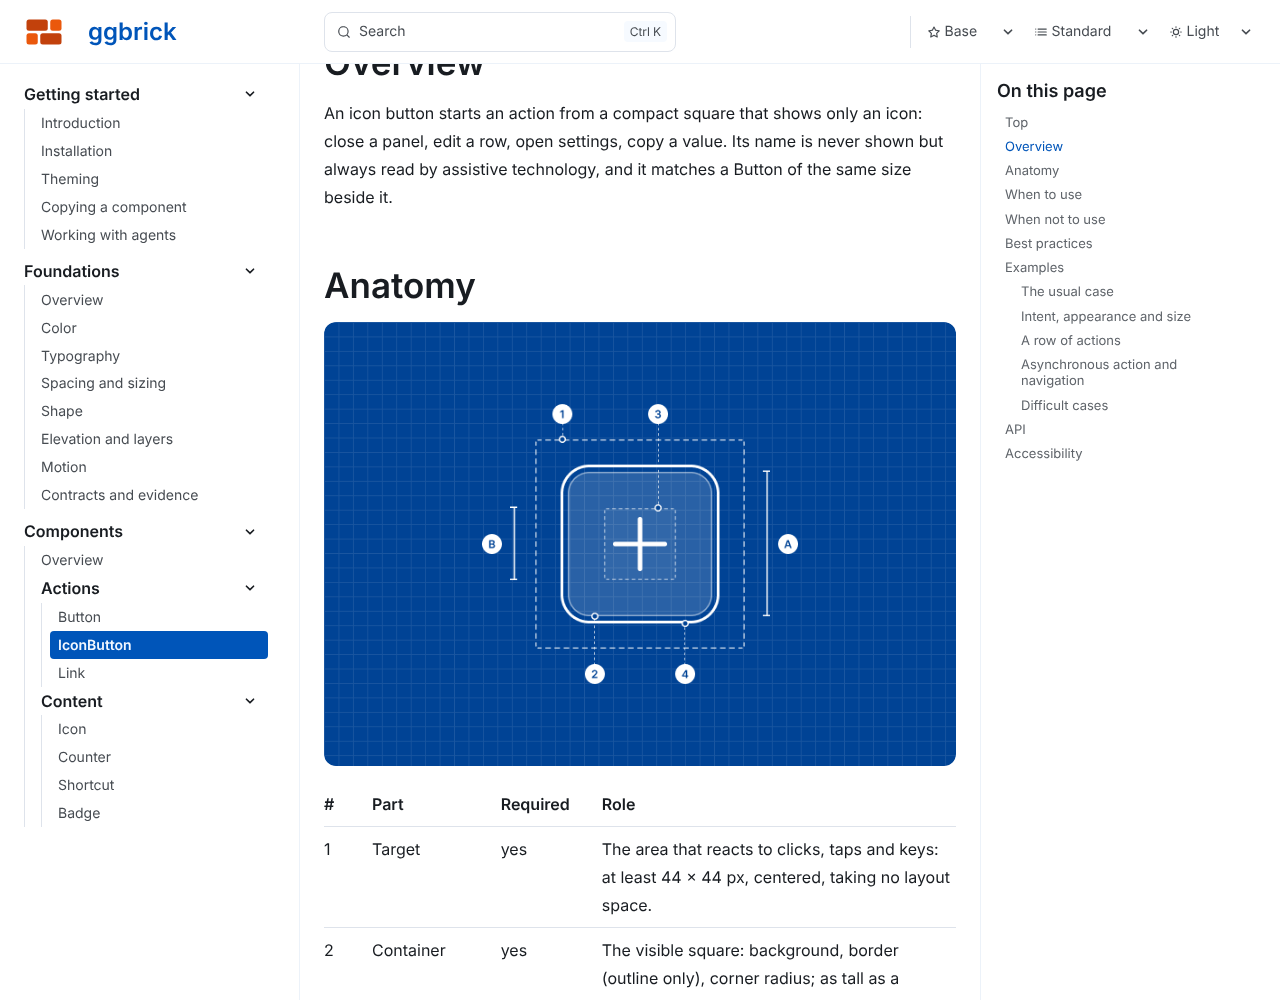 ggbrick
Search
Ctrl K
Base
Standard
Light
Getting started
Introduction
Installation
Theming
Copying a component
Working with agents
Foundations
Overview
Color
Typography
Spacing and sizing
Shape
Elevation and layers
Motion
Contracts and evidence
Components
Overview
Actions
Button
IconButton
Link
Content
Icon
Counter
Shortcut
Badge
Overview
An icon button starts an action from a compact square that shows only an icon:
close a panel, edit a row, open settings, copy a value. Its name is never shown but
always read by assistive technology, and it matches a Button of the same size
beside it.
Anatomy
1
3
B
A
2
4
# Part Required Role
1 Target yes The area that reacts to clicks, taps and keys:
at least 44 × 44 px, centered, taking no layout
space.
2 Container yes The visible square: background, border
(outline only), corner radius; as tall as a
On this page
Top
Overview
Anatomy
When to use
When not to use
Best practices
Examples
The usual case
Intent, appearance and size
A row of actions
Asynchronous action and
navigation
Difficult cases
API
Accessibility